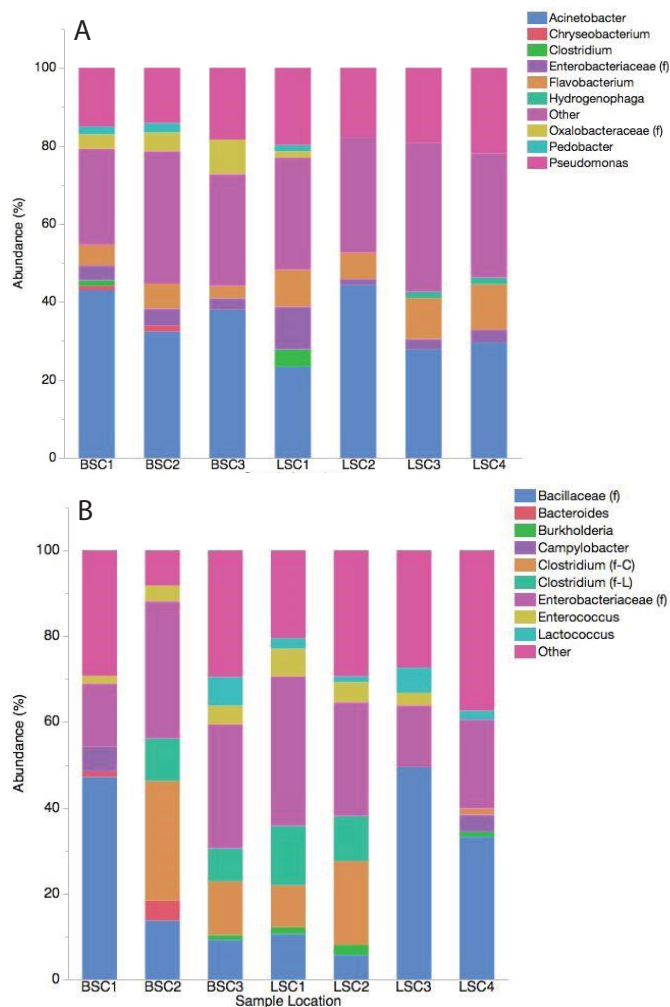 A
Acinetobacter
Chryseobacterium
Clostridium
Enterobacteriaceae (f)
Flavobacterium
Hydrogenophaga
Other
Oxalobacteraceae (f)
Pedobacter
Pseudomonas
Abundance (%)
100
80
60
40
20
0
BSC1 BSC2 BSC3 LSC1 LSC2 LSC3 LSC4
B
Bacillaceae (f)
Bacteroides
Burkholderia
Campylobacter
Clostridium (f-C)
Clostridium (f-L)
Enterobacteriaceae (f)
Enterococcus
Lactococcus
Other
Abundance (%)
100
80
60
40
20
0
BSC1 BSC2 BSC3 LSC1 LSC2 LSC3 LSC4
Sample Location